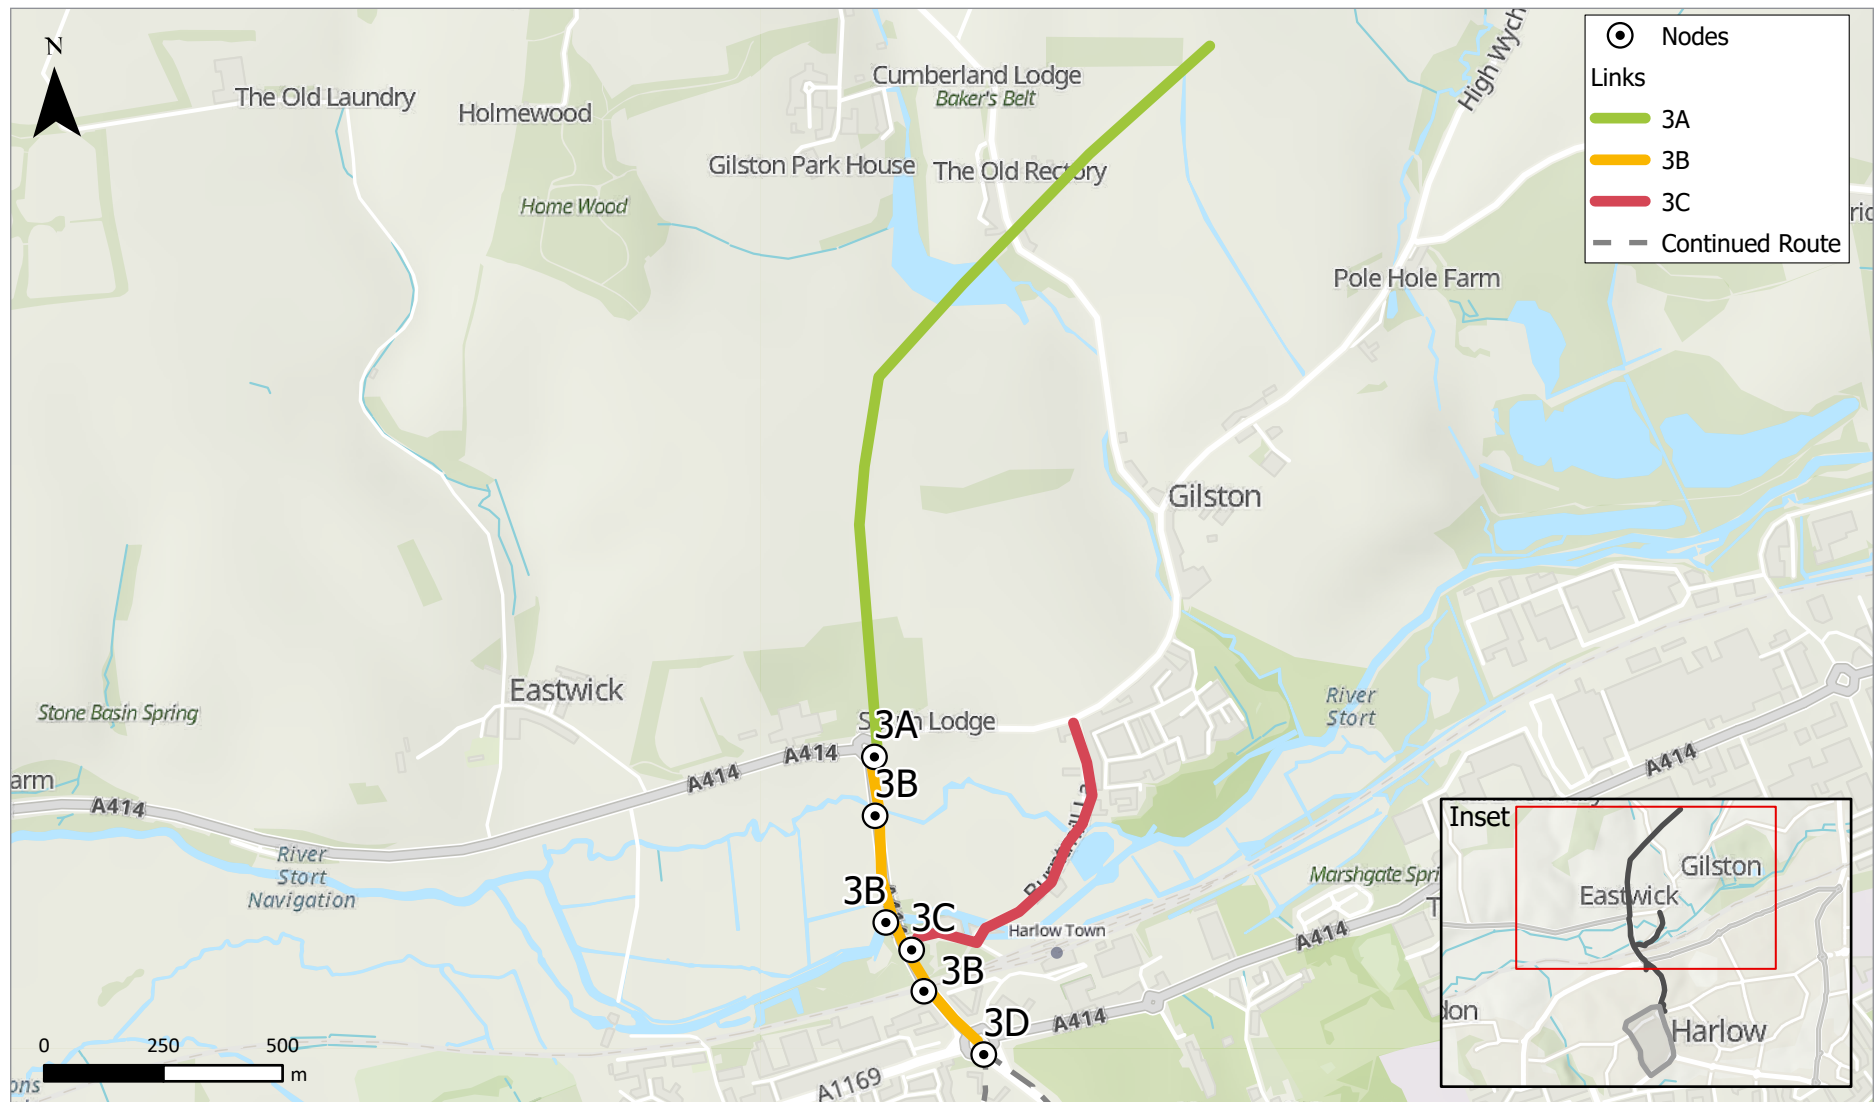 N
The Old Laundry
Holmewood
Home Wood
Gilston Park House
Cumberland Lodge
Baker's Belt
The Old Rectory
High Wych
Nodes
Links
3A
3B
3C
Continued Route
Pole Hole Farm
Gilston
Eastwick
Stone Basin Spring
arm
A414
A414
A414
3A
3B
3B
3C
3B
3D
Lodge
River
Stort
River
Stort
Navigation
Harlow Town
Marshgate Spri
A414
A414
A414
A1169
0 250 500
m
Inset
Gilston
Eastwick
Harlow
don